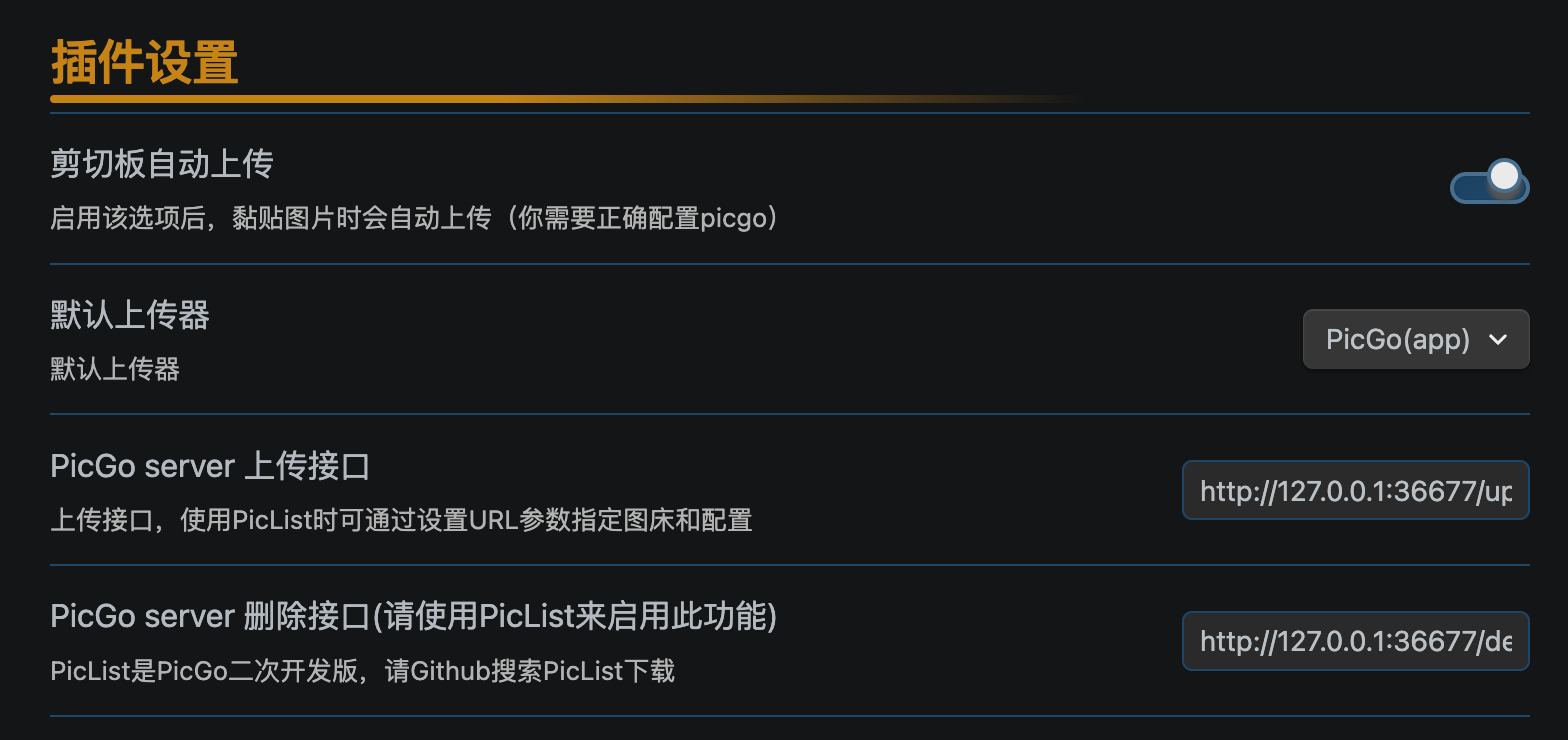 插件设置
剪切板自动上传
启用该选项后，黏贴图片时会自动上传（你需要正确配置picgo）
默认上传器
默认上传器
PicGo(app)
PicGo server 上传接口
上传接口，使用PicList时可通过设置URL参数指定图床和配置
http://127.0.0.1:36677/up
PicGo server 删除接口(请使用PicList来启用此功能)
PicList是PicGo二次开发版，请Github搜索PicList下载
http://127.0.0.1:36677/de